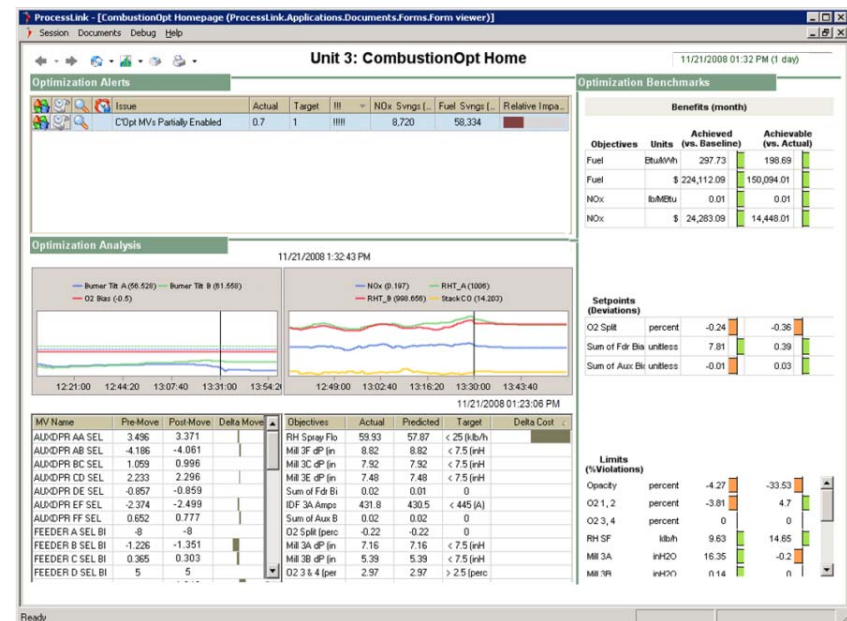 ProcessLink - [CombustionOpt Homepage (ProcessLink.Applications.Documents.Forms.Form viewer)]
Session Documents Debug Help
Unit 3: CombustionOpt Home
11/21/2008 01:32 PM (1 day)
Optimization Alerts
Issue Actual Target !!! NOx Svngs (... Fuel Svngs (... Relative Impa...
C'Opt MVs Partially Enabled 0.7 1 !!!!! 8,720 58,334
Optimization Analysis
11/21/2008 1:32:43 PM
Burner Tilt A (56.528) Burner Tilt B (61.558)
O2 Bias (-0.5)
NOx (0.197) RHT_A (1006)
RHT_B (998.656) Stack CO (14.203)
12:21:00 12:44:20 13:07:40 13:31:00 13:54:2
12:49:00 13:02:40 13:16:20 13:30:00 13:43:40
11/21/2008 01:23:06 PM
MV Name Pre-Move Post-Move Delta Move
AUXDPR AA SEL 3.496 3.371
AUXDPR AB SEL -4.186 -4.061
AUXDPR BC SEL 1.059 0.996
AUXDPR CD SEL 2.233 2.296
AUXDPR DE SEL -0.857 -0.859
AUXDPR EF SEL -2.374 -2.499
AUXDPR FF SEL 0.652 0.777
FEEDER A SEL BI -8 -8
FEEDER B SEL BI -1.226 -1.351
FEEDER C SEL BI 0.365 0.303
FEEDER D SEL BI 5 5
Objectives Actual Predicted Target Delta Cost
RH Spray Flo 59.93 57.87 < 25 (klb/h
Mill 3F dP (in 8.82 8.82 < 7.5 (inH
Mill 3C dP (in 7.92 7.92 < 7.5 (inH
Mill 3E dP (in 7.48 7.48 < 7.5 (inH
Sum of Fdr Bi 0.02 0.01 0
IDF 3A Amps 431.8 430.5 < 445 (A)
Sum of Aux B 0.02 0.02 0
O2 Split (perc -0.22 -0.22 0
Mill 3A dP (in 7.16 7.16 < 7.5 (inH
Mill 3B dP (in 5.39 5.39 < 7.5 (inH
O2 3 & 4 (per 2.97 2.97 > 2.5 (perc
Optimization Benchmarks
Benefits (month)
Achieved Achievable
Objectives Units (vs. Baseline) (vs. Actual)
Fuel Btu/kWh 297.73 198.69
Fuel $ 224,112.09 150,094.01
NOx lb/MBtu 0.01 0.01
NOx $ 24,283.09 14,448.01
Setpoints
(Deviations)
O2 Split percent -0.24 -0.36
Sum of Fdr Bia unitless 7.81 0.39
Sum of Aux Bi unitless -0.01 0.03
Limits
(%Violations)
Opacity percent -4.27 -33.53
O2 1, 2 percent -3.81 4.7
O2 3, 4 percent 0 0
RH SF klb/h 9.63 14.65
Mill 3A inH2O 16.35 -0.2
Mill 3B inH2O 0.14 0
Ready